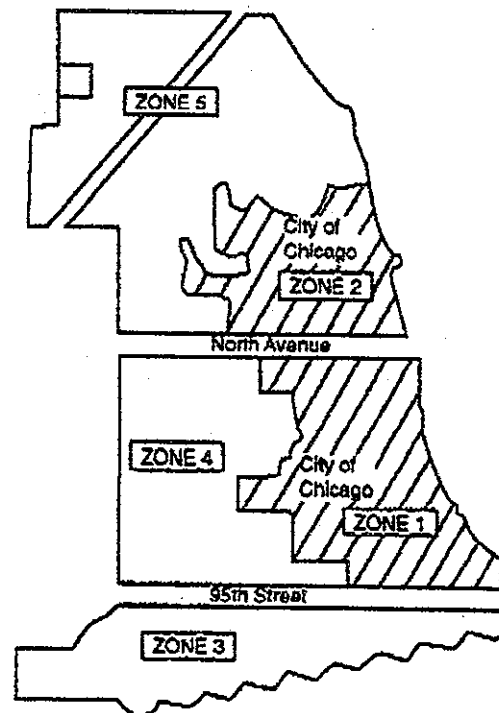 ZONE 5
City of
Chicago
ZONE 2
North Avenue
ZONE 4
City of
Chicago
ZONE 1
95th Street
ZONE 3